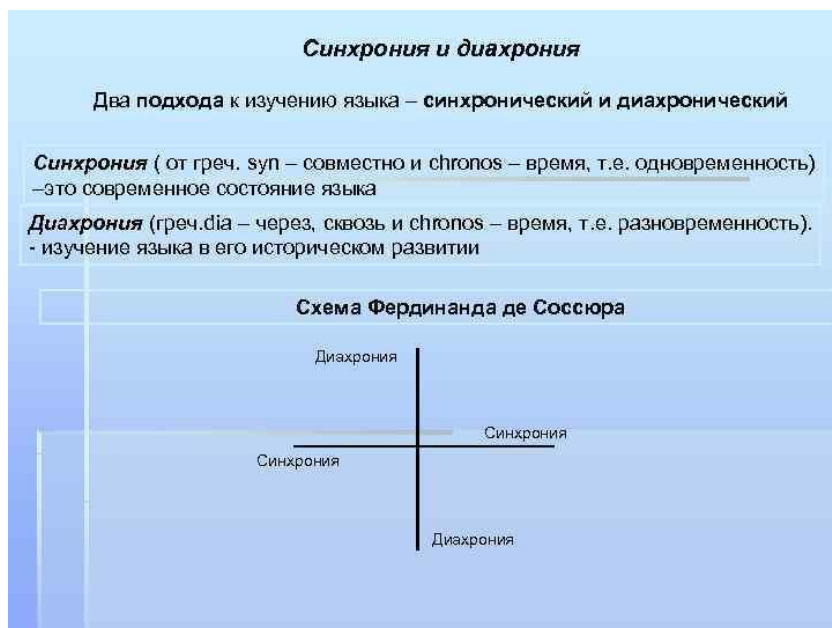 Синхрония и диахрония
Два подхода к изучению языка – синхронический и диахронический
Синхрония ( от греч. syn – совместно и chronos – время, т.е. одновременность)
–это современное состояние языка
Диахрония (греч.dia – через, сквозь и chronos – время, т.е. разновременность).
- изучение языка в его историческом развитии
Схема Фердинанда де Соссюра
Диахрония
Синхрония
Синхрония
Диахрония